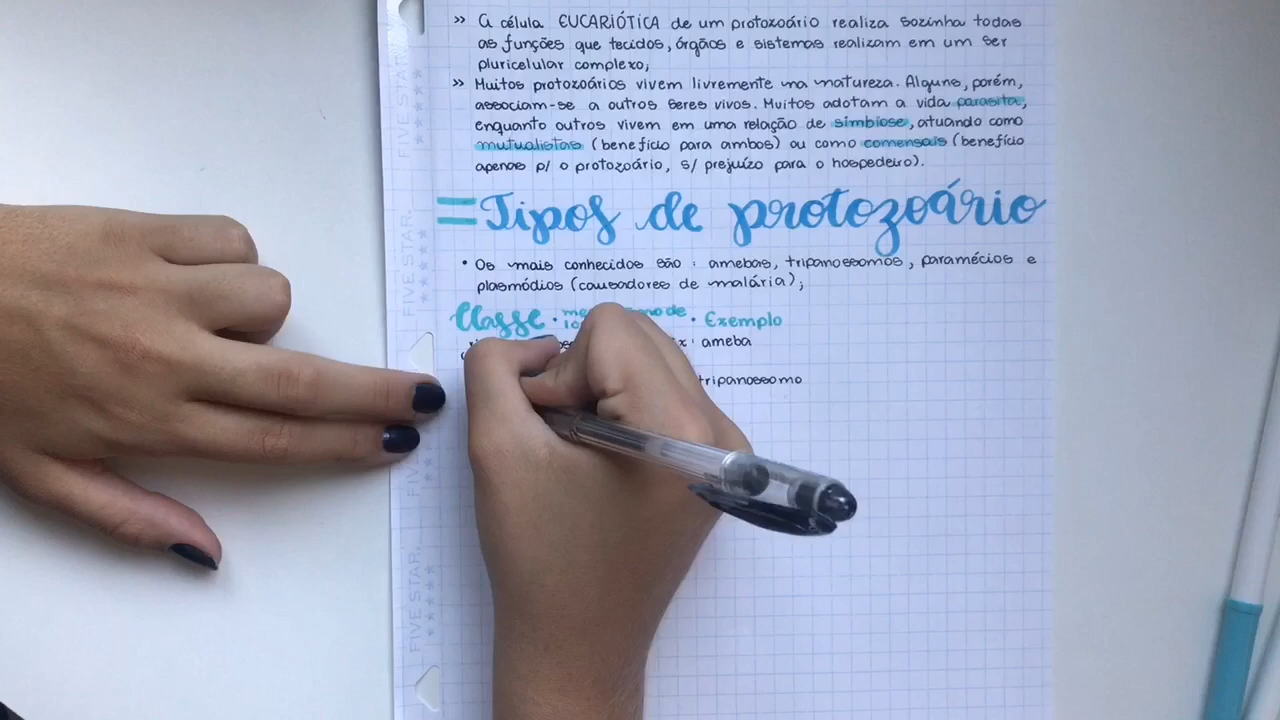 » A célula EUCARIÓTICA de um protozoário realiza sozinha todas
as funções que tecidos, órgãos e sistemas realizam em um ser
pluricelular complexo;
» Muitos protozoários vivem livremente na natureza. Alguns, porém,
associam-se a outros seres vivos. Muitos adotam a vida parasita,
enquanto outros vivem em uma relação de simbiose, atuando como
mutualistas (benefício para ambos) ou como comensais (benefício
apenas p/ o protozoário, s/ prejuízo para o hospedeiro).
= Tipos de protozoário
• Os mais conhecidos são: amebas, tripanossomos, paramécios e
plasmódios (causadores de malária);
Classe • • Exemplo
ameba
tripanossomo
FIVE STAR.
FIVE STAR.
FIVE STAR.